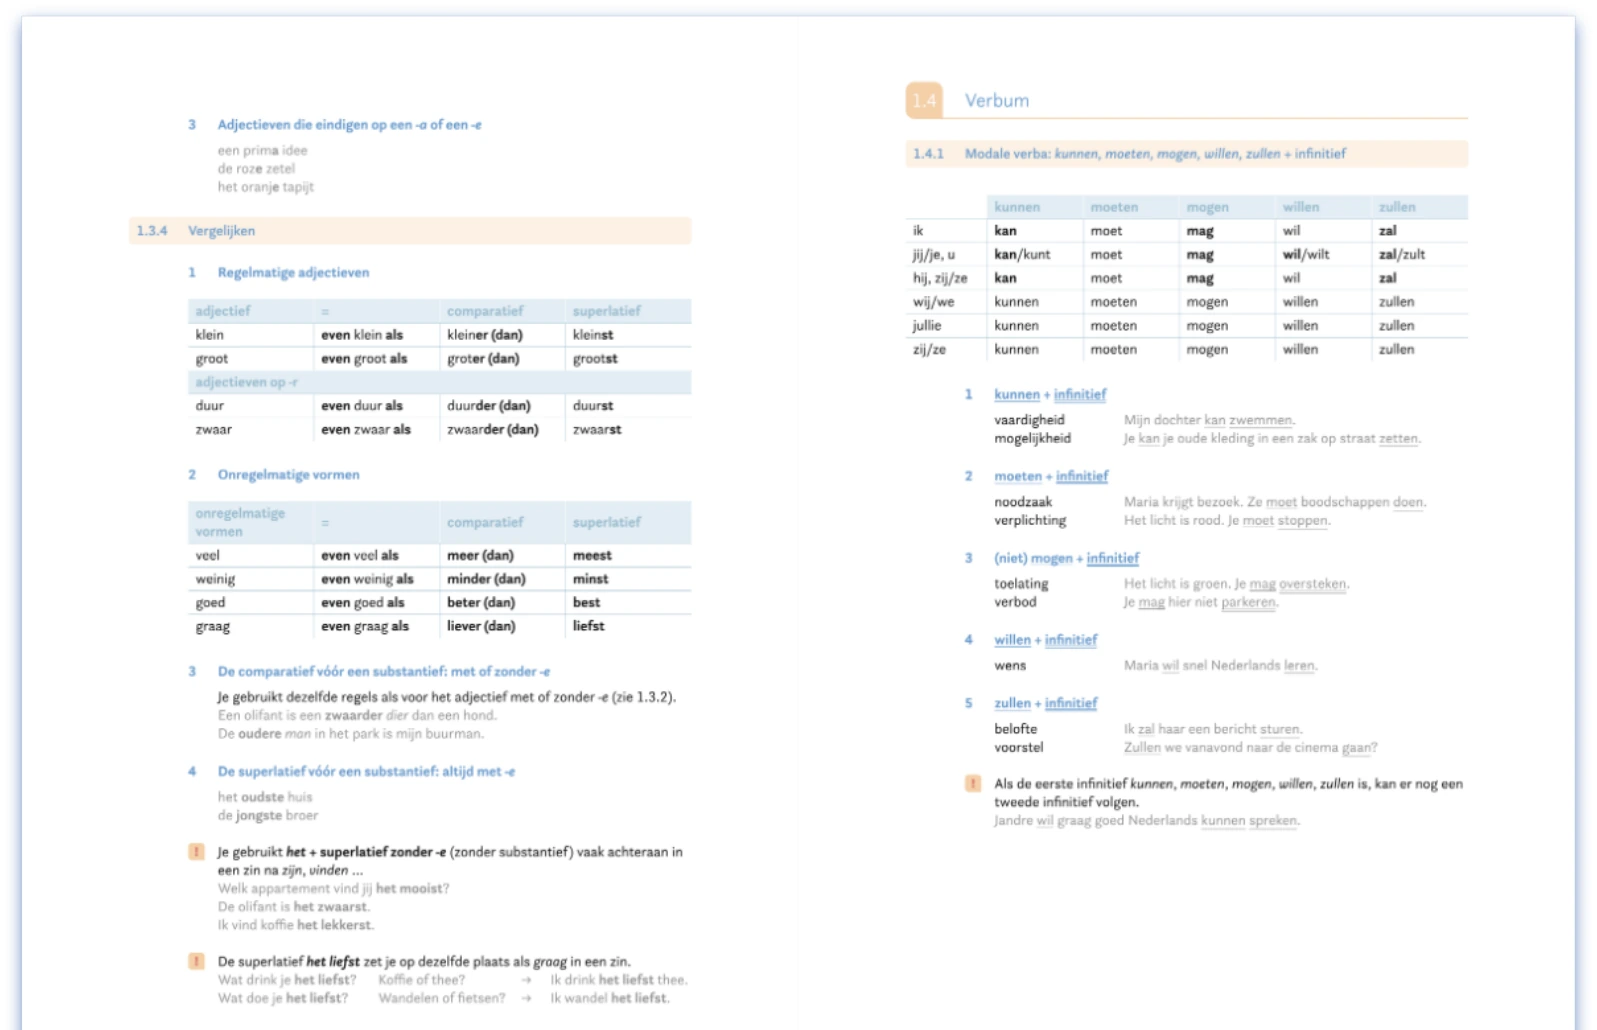 3 Adjectieven die eindigen op een -a of een -e
een prima idee
de roze zetel
het oranje tapijt
1.3.4 Vergelijken
1 Regelmatige adjectieven
adjectief = comparatief superlatief
klein even klein als kleiner (dan) kleinst
groot even groot als groter (dan) grootst
adjectieven op -r
duur even duur als duurder (dan) duurst
zwaar even zwaar als zwaarder (dan) zwaarst
2 Onregelmatige vormen
onregelmatige
vormen = comparatief superlatief
veel even veel als meer (dan) meest
weinig even weinig als minder (dan) minst
goed even goed als beter (dan) best
graag even graag als liever (dan) liefst
3 De comparatief vóór een substantief: met of zonder -e
Je gebruikt dezelfde regels als voor het adjectief met of zonder -e (zie 1.3.2).
Een olifant is een zwaarder dier dan een hond.
De oudere man in het park is mijn buurman.
4 De superlatief vóór een substantief: altijd met -e
het oudste huis
de jongste broer
! Je gebruikt het + superlatief zonder -e (zonder substantief) vaak achteraan in
een zin na zijn, vinden ...
Welk appartement vind jij het mooist?
De olifant is het zwaarst.
Ik vind koffie het lekkerst.
! De superlatief het liefst zet je op dezelfde plaats als graag in een zin.
Wat drink je het liefst? Koffie of thee? → Ik drink het liefst thee.
Wat doe je het liefst? Wandelen of fietsen? → Ik wandel het liefst.
1.4 Verbum
1.4.1 Modale verba: kunnen, moeten, mogen, willen, zullen + infinitief
kunnen moeten mogen willen zullen
ik kan moet mag wil zal
jij/je, u kan/kunt moet mag wil/wilt zal/zult
hij, zij/ze kan moet mag wil zal
wij/we kunnen moeten mogen willen zullen
jullie kunnen moeten mogen willen zullen
zij/ze kunnen moeten mogen willen zullen
1 kunnen + infinitief
vaardigheid Mijn dochter kan zwemmen.
mogelijkheid Je kan je oude kleding in een zak op straat zetten.
2 moeten + infinitief
noodzaak Maria krijgt bezoek. Ze moet boodschappen doen.
verplichting Het licht is rood. Je moet stoppen.
3 (niet) mogen + infinitief
toelating Het licht is groen. Je mag oversteken.
verbod Je mag hier niet parkeren.
4 willen + infinitief
wens Maria wil snel Nederlands leren.
5 zullen + infinitief
belofte Ik zal haar een bericht sturen.
voorstel Zullen we vanavond naar de cinema gaan?
! Als de eerste infinitief kunnen, moeten, mogen, willen, zullen is, kan er nog een
tweede infinitief volgen.
Jandre wil graag goed Nederlands kunnen spreken.